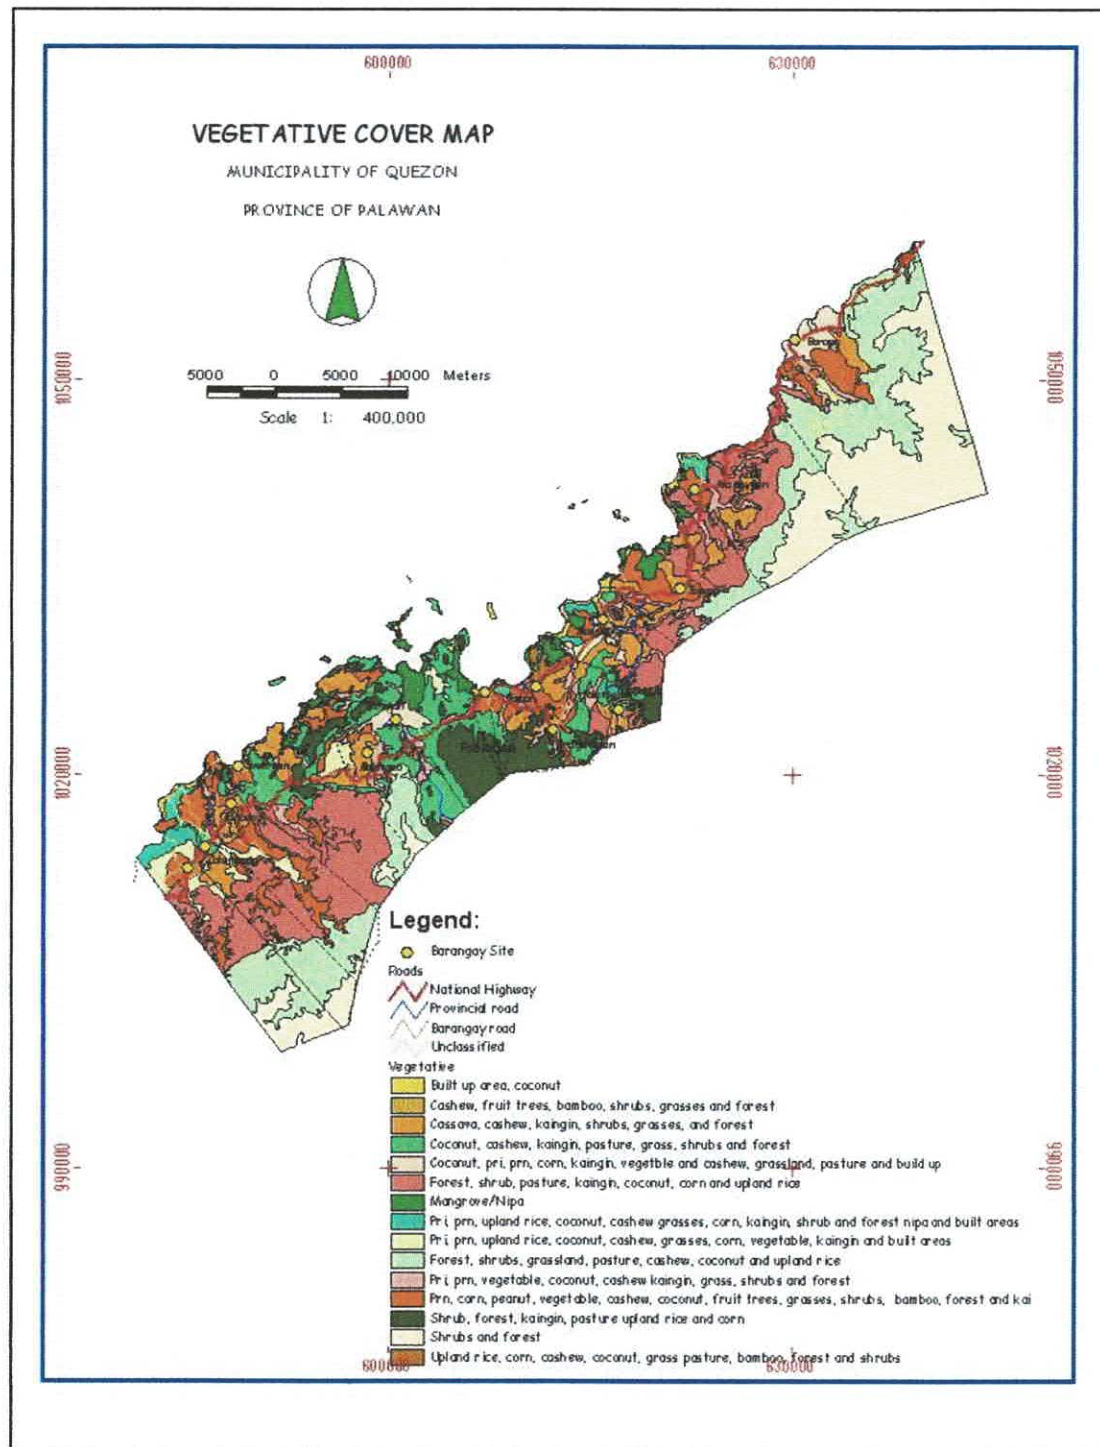 600000 630000
VEGETATIVE COVER MAP
MUNICIPALITY OF QUEZON
PROVINCE OF PALAWAN
1050000 1050000
5000 0 5000 10000 Meters
Scale 1: 400,000
1020000 1020000
Legend:
Barangay Site
Roads
National Highway
Provincial road
Barangay road
Unclassified
Vegetative
Built up area, coconut
Cashew, fruit trees, bamboo, shrubs, grasses and forest
Cassava, cashew, kaingin, shrubs, grasses, and forest
Coconut, cashew, kaingin, pasture, grass, shrubs and forest
990000 990000
Coconut, pri, prn, corn, kaingin, vegetble and cashew, grassland, pasture and build up
Forest, shrub, pasture, kaingin, coconut, corn and upland rice
Mangrove/Nipa
Pri, prn, upland rice, coconut, cashew grasses, corn, kaingin, shrub and forest nipa and built areas
Pri, prn, upland rice, coconut, cashew, grasses, corn, vegetable, kaingin and built areas
Forest, shrubs, grassland, pasture, cashew, coconut and upland rice
Pri, prn, vegetable, coconut, cashew kaingin, grass, shrubs and forest
Prn, corn, peanut, vegetable, cashew, coconut, fruit trees, grasses, shrubs, bamboo, forest and kai
Shrub, forest, kaingin, pasture upland rice and corn
Shrubs and forest
Upland rice, corn, cashew, coconut, grass pasture, bamboo, forest and shrubs
600000 630000